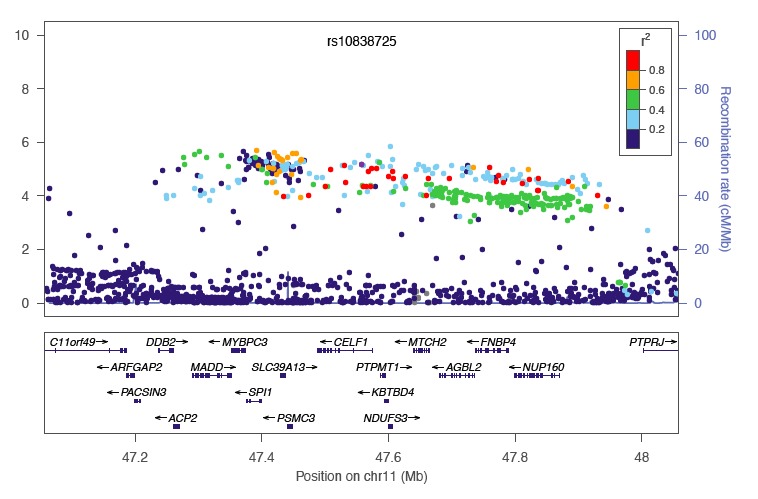 rs10838725
r²
0.8
0.6
0.4
0.2
10
8
6
4
2
0
100
80
60
40
20
0
Recombination rate (cM/Mb)
C11orf49→
DDB2→
←MYBPC3
←CELF1
←MTCH2
←FNBP4
PTPRJ→
←ARFGAP2
MADD→
SLC39A13→
PTPMT1→
←AGBL2
←NUP160
←PACSIN3
←SPI1
←KBTBD4
←ACP2
←PSMC3
NDUFS3→
47.2
47.4
47.6
47.8
48
Position on chr11 (Mb)